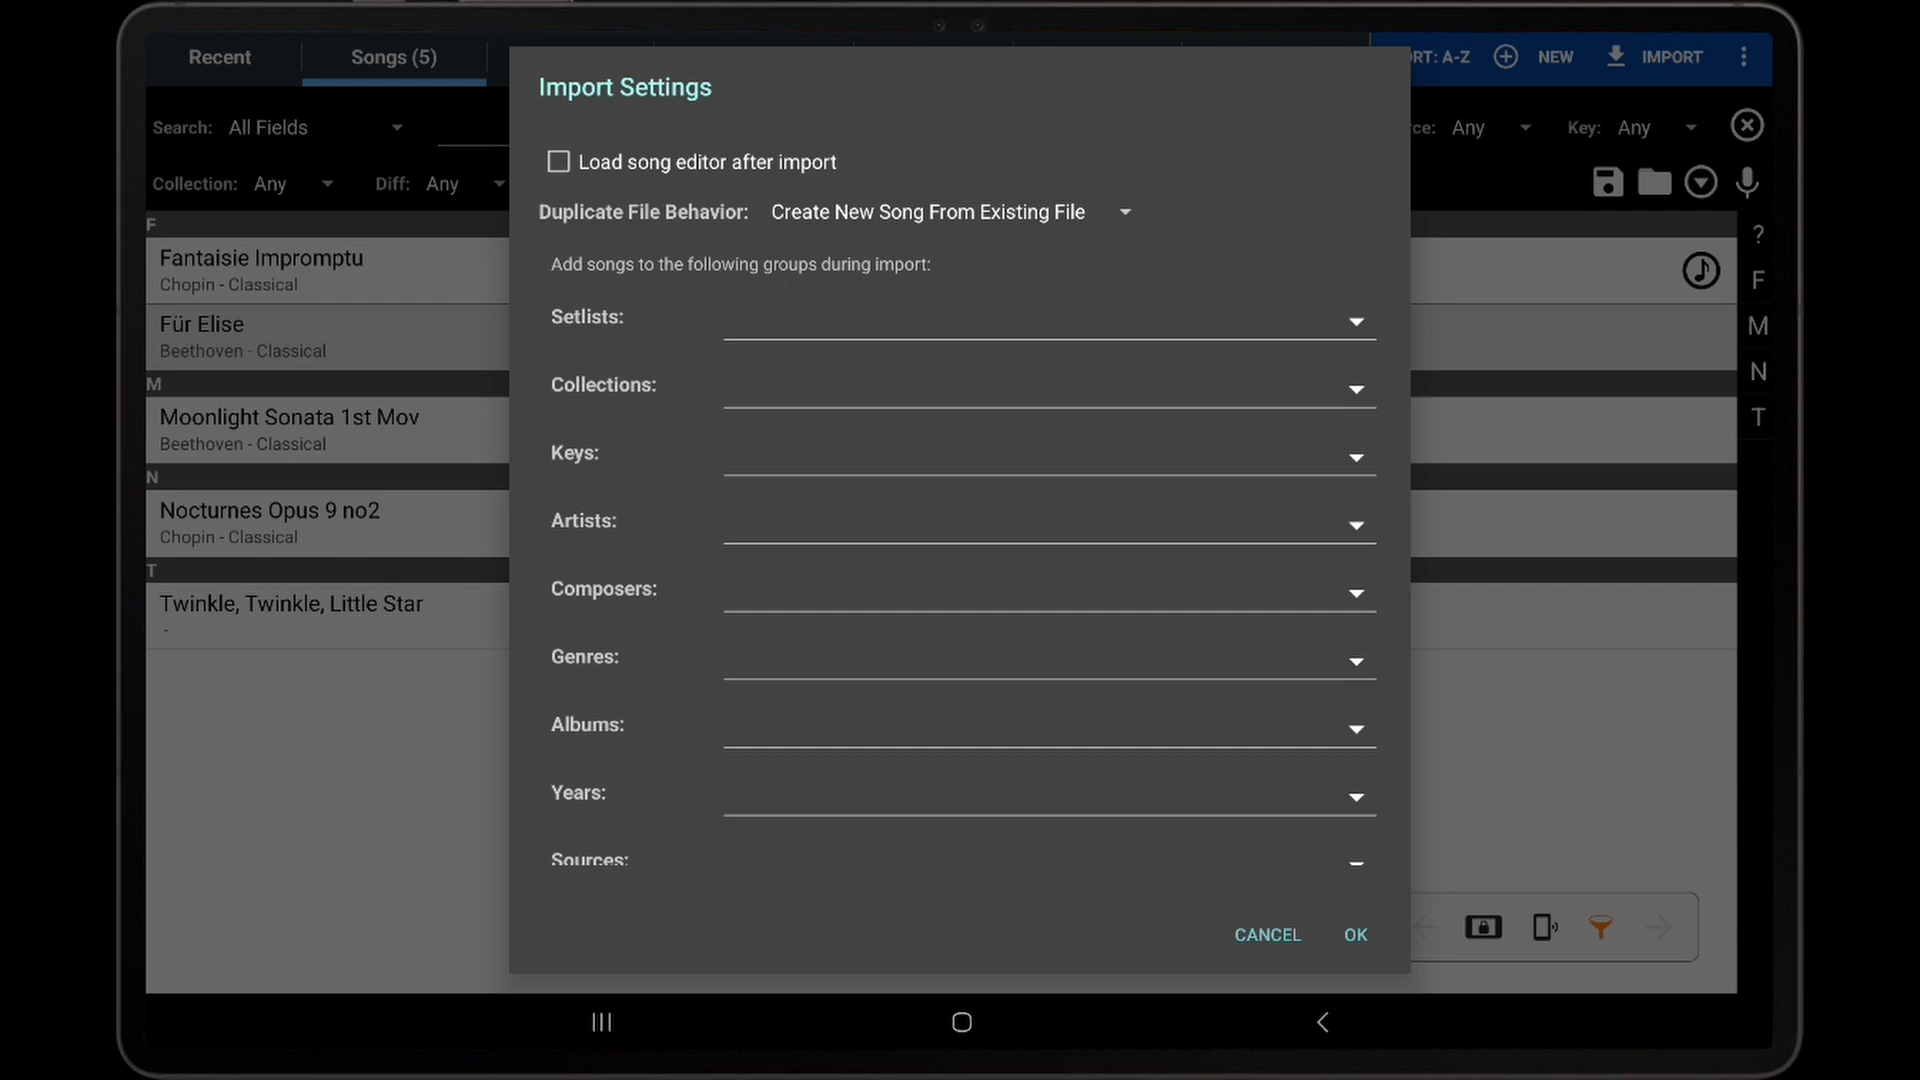 Recent
Songs (5)
RT: A-Z
NEW
IMPORT
Import Settings
Search: All Fields
ce: Any
Key: Any
Load song editor after import
Collection: Any
Diff: Any
Duplicate File Behavior: Create New Song From Existing File
Add songs to the following groups during import:
F
Fantaisie Impromptu
Chopin - Classical
Für Elise
Beethoven - Classical
M
Moonlight Sonata 1st Mov
Beethoven - Classical
N
Nocturnes Opus 9 no2
Chopin - Classical
T
Twinkle, Twinkle, Little Star
-
Setlists:
Collections:
Keys:
Artists:
Composers:
Genres:
Albums:
Years:
Sources:
CANCEL
OK
?
F
M
N
T